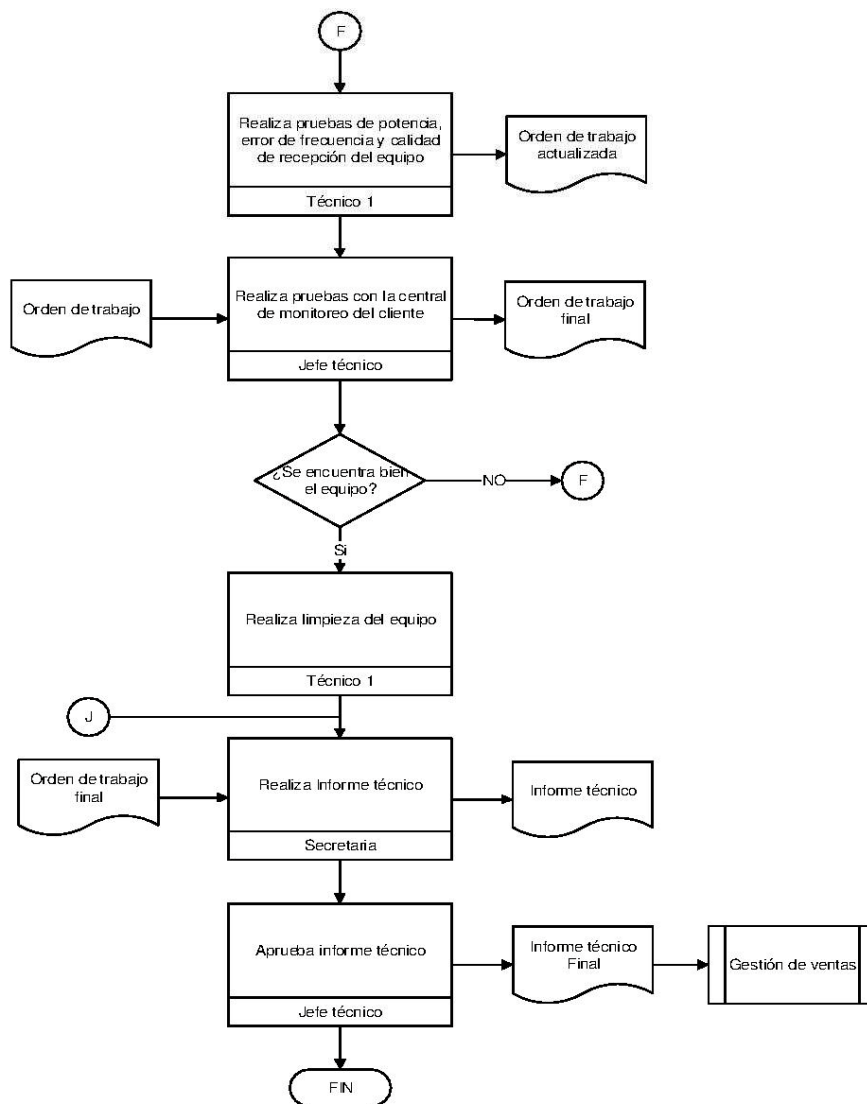 F
Realiza pruebas de potencia,
error de frecuencia y calidad
de recepción del equipo
Técnico 1
Orden de trabajo
actualizada
Orden de trabajo
Realiza pruebas con la central
de monitoreo del cliente
Jefe técnico
Orden de trabajo
final
¿Se encuentra bien
el equipo?
NO
F
Si
Realiza limpieza del equipo
Técnico 1
J
Orden de trabajo
final
Realiza Informe técnico
Secretaria
Informe técnico
Aprueba informe técnico
Jefe técnico
Informe técnico
Final
Gestión de ventas
FIN